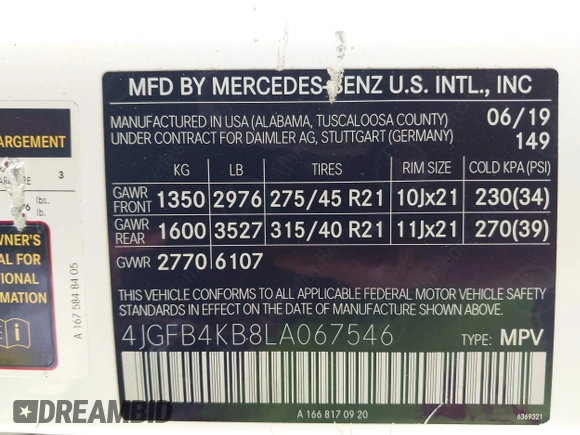 MFD BY MERCEDES-BENZ U.S. INTL., INC
MANUFACTURED IN USA (ALABAMA, TUSCALOOSA COUNTY) 06/19
UNDER CONTRACT FOR DAIMLER AG, STUTTGART (GERMANY) 149
KG LB TIRES RIM SIZE COLD KPA (PSI)
GAWR FRONT 1350 2976 275/45 R21 10Jx21 230(34)
GAWR REAR 1600 3527 315/40 R21 11Jx21 270(39)
GVWR 2770 6107
THIS VEHICLE CONFORMS TO ALL APPLICABLE FEDERAL MOTOR VEHICLE SAFETY
STANDARDS IN EFFECT ON THE DATE OF MANUFACTURE SHOWN ABOVE.
4JGFB4KB8LA067546 TYPE: MPV
A 166 817 09 20
6369321
ARGEMENT
3
lbs.
lb.
WNER'S
FOR
TIONAL
MATION
A 167 584 84 05
DREAMBID